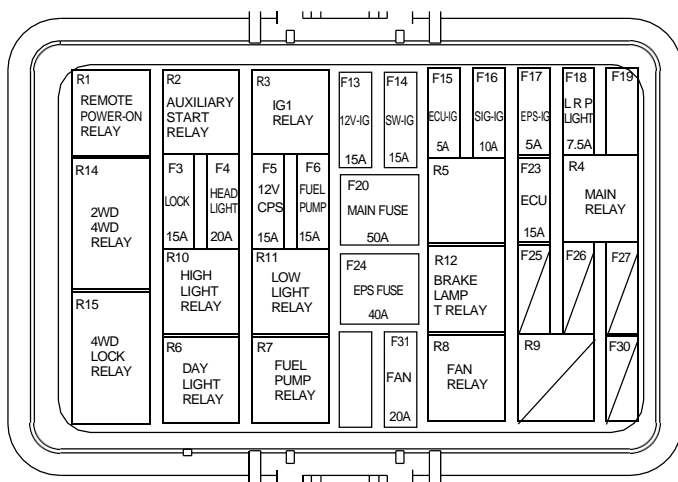 R1
REMOTE
POWER-ON
RELAY
R2
AUXILIARY
START
RELAY
R3
IG1
RELAY
F13
12V-IG
15A
F14
SW-IG
15A
F15
ECU-IG
5A
F16
SIG-IG
10A
F17
EPS-IG
5A
F18
L R P
LIGHT
7.5A
F19
R14
2WD
4WD
RELAY
F3
LOCK
15A
F4
HEAD
LIGHT
20A
F5
12V
CPS
15A
F6
FUEL
PUMP
15A
F20
MAIN FUSE
50A
R5
F23
ECU
15A
R4
MAIN
RELAY
R15
4WD
LOCK
RELAY
R10
HIGH
LIGHT
RELAY
R11
LOW
LIGHT
RELAY
F24
EPS FUSE
40A
R12
BRAKE
LAMP
T RELAY
F25
F26
F27
R6
DAY
LIGHT
RELAY
R7
FUEL
PUMP
RELAY
F31
FAN
20A
R8
FAN
RELAY
R9
F30